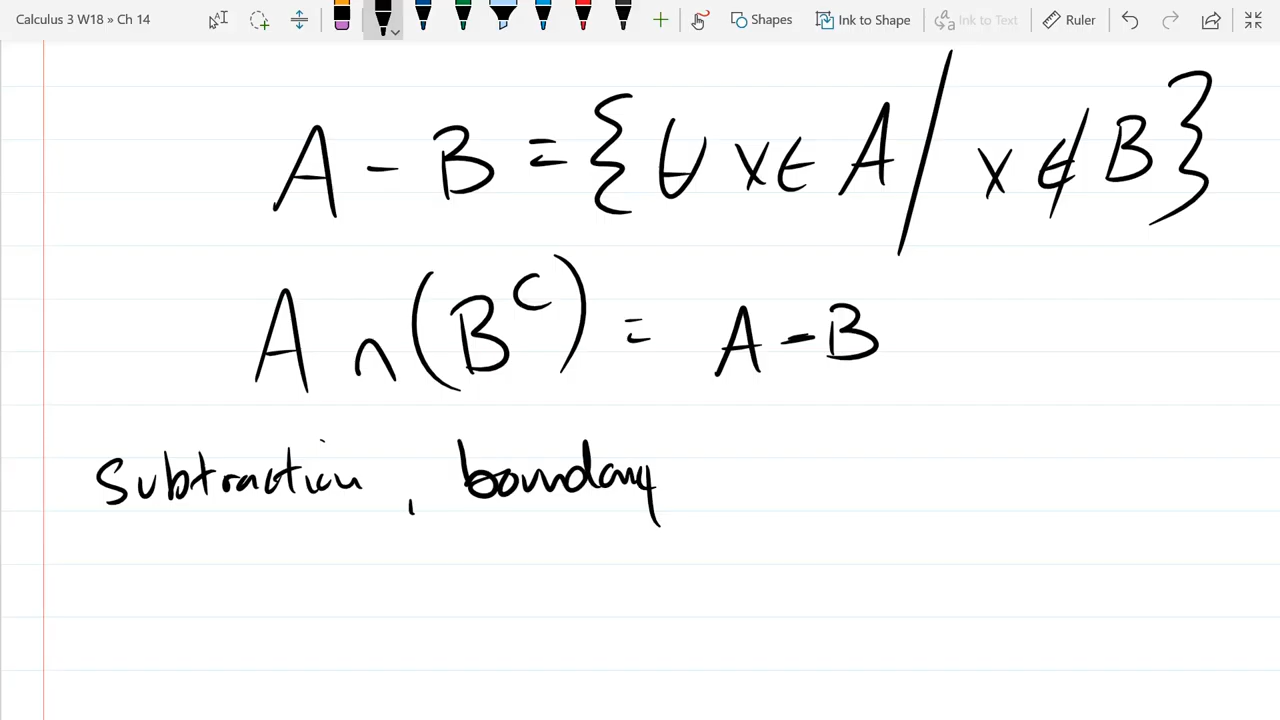 Calculus 3 W18 » Ch 14
Shapes
Ink to Shape
Ink to Text
Ruler
A - B = {∀ x ∈ A / x ∉ B}
A ∩ (B^C) = A - B
Subtraction, boundary